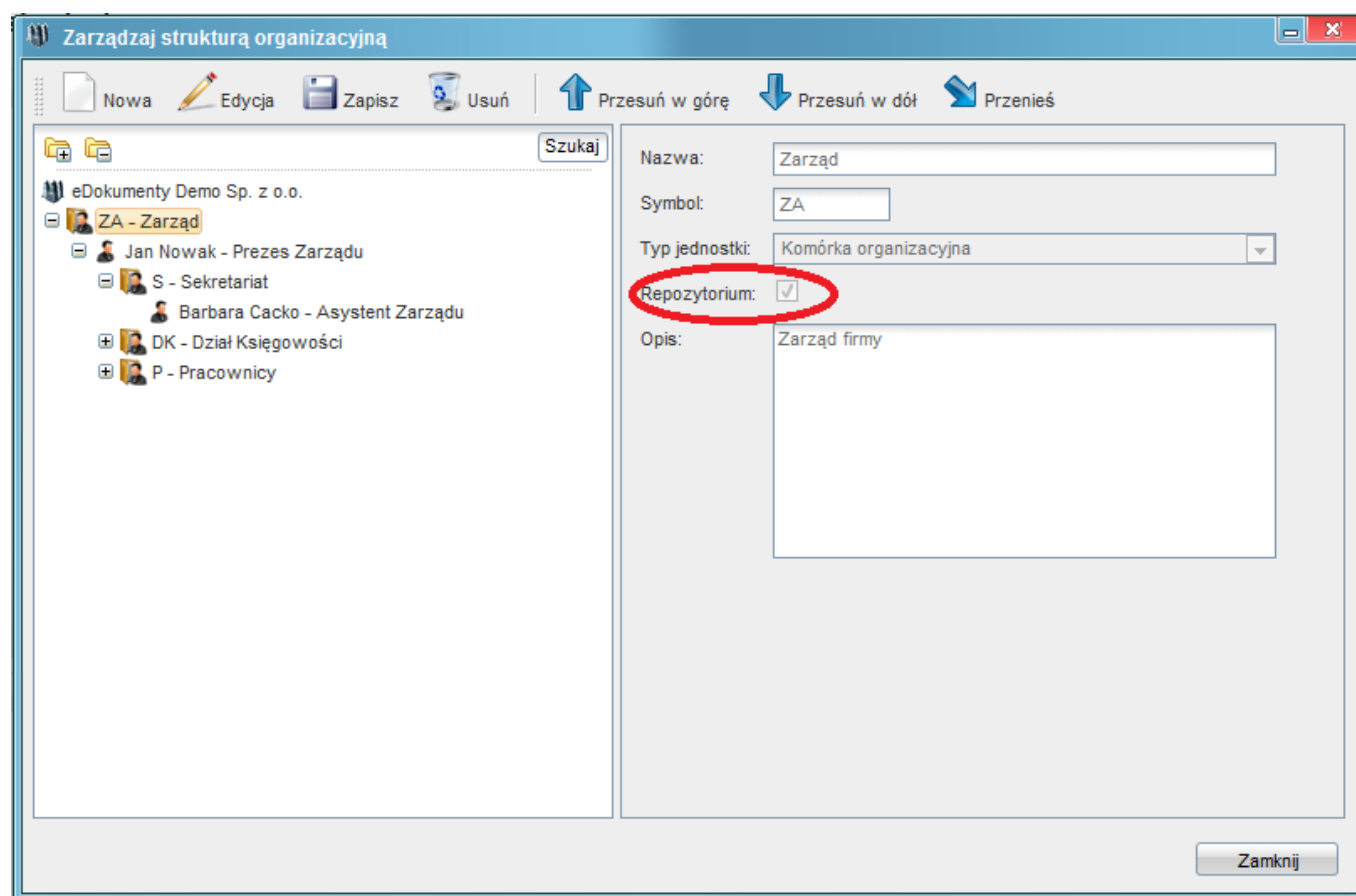 Zarządzaj strukturą organizacyjną
Nowa Edycja Zapisz Usuń Przesuń w górę Przesuń w dół Przenieś
Szukaj
eDokumenty Demo Sp. z o.o.
ZA - Zarząd
Jan Nowak - Prezes Zarządu
S - Sekretariat
Barbara Cacko - Asystent Zarządu
DK - Dział Księgowości
P - Pracownicy
Nazwa: Zarząd
Symbol: ZA
Typ jednostki: Komórka organizacyjna
Repozytorium:
Opis: Zarząd firmy
Zamknij